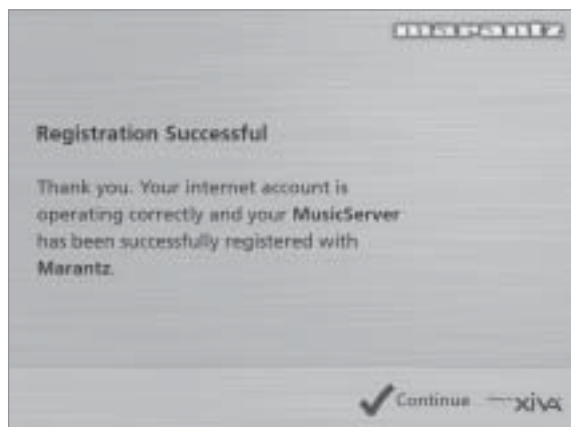 marantz
Registration Successful
Thank you. Your internet account is
operating correctly and your MusicServer
has been successfully registered with
Marantz.
Continue
xiva